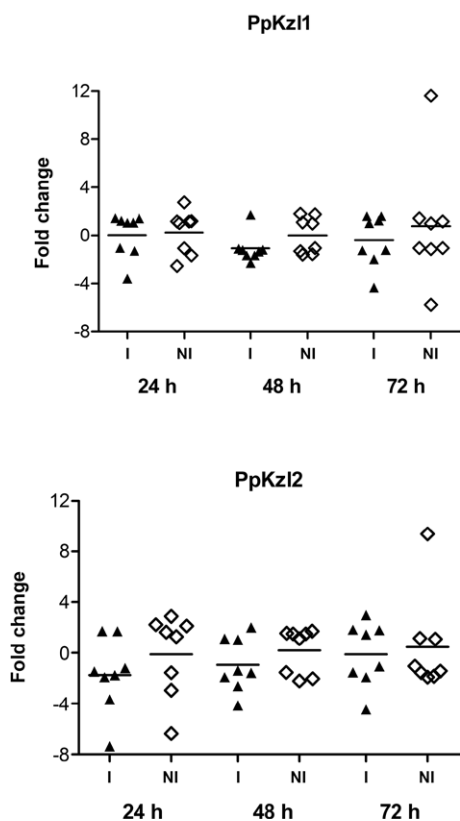 PpKzl1
12
8
4
0
-4
-8
Fold change
I NI I NI I NI
24 h 48 h 72 h
PpKzl2
12
8
4
0
-4
-8
Fold change
I NI I NI I NI
24 h 48 h 72 h